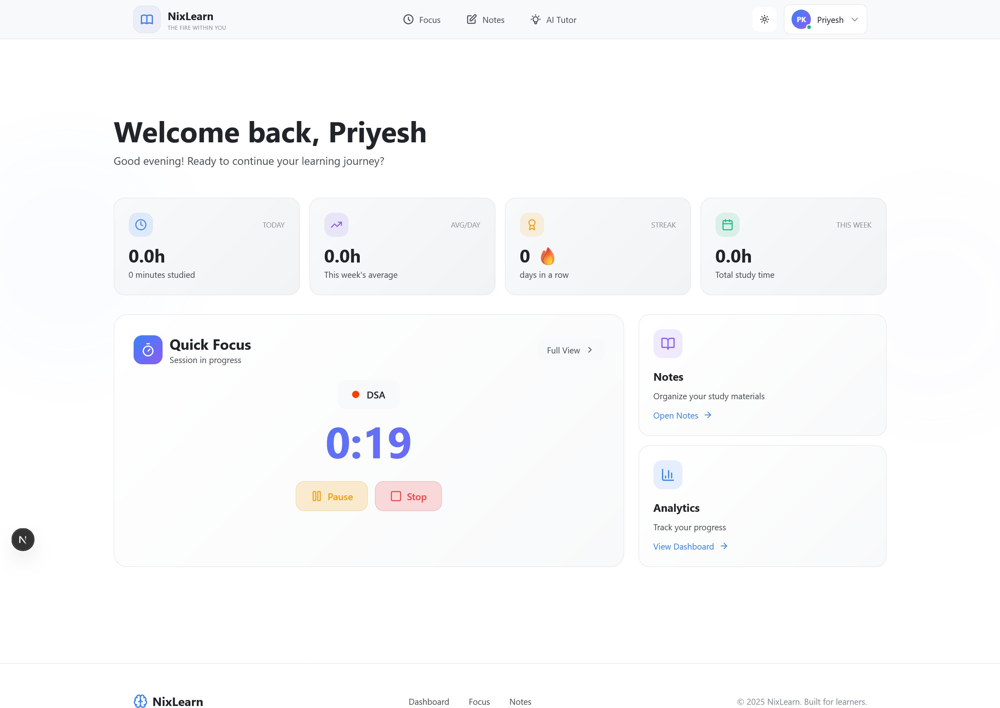 NixLearn
THE FIRE WITHIN YOU
Focus
Notes
AI Tutor
PK
Priyesh
Welcome back, Priyesh
Good evening! Ready to continue your learning journey?
TODAY
0.0h
0 minutes studied
AVG/DAY
0.0h
This week's average
STREAK
0 🔥
days in a row
THIS WEEK
0.0h
Total study time
Quick Focus
Session in progress
Full View
DSA
0:19
Pause
Stop
Notes
Organize your study materials
Open Notes
Analytics
Track your progress
View Dashboard
N
NixLearn
Dashboard
Focus
Notes
© 2025 NixLearn. Built for learners.